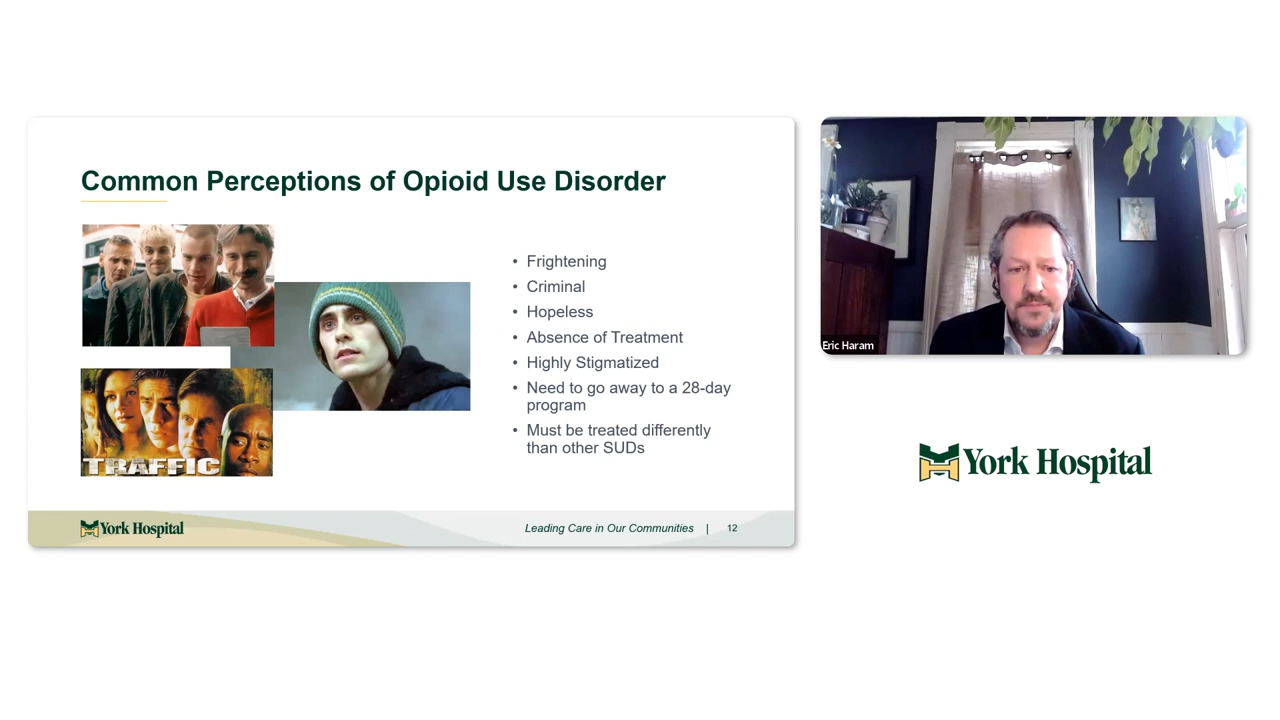 Common Perceptions of Opioid Use Disorder
• Frightening
• Criminal
• Hopeless
• Absence of Treatment
• Highly Stigmatized
• Need to go away to a 28-day
program
• Must be treated differently
than other SUDs
TRAFFIC
York Hospital
Leading Care in Our Communities | 12
Eric Haram
York Hospital